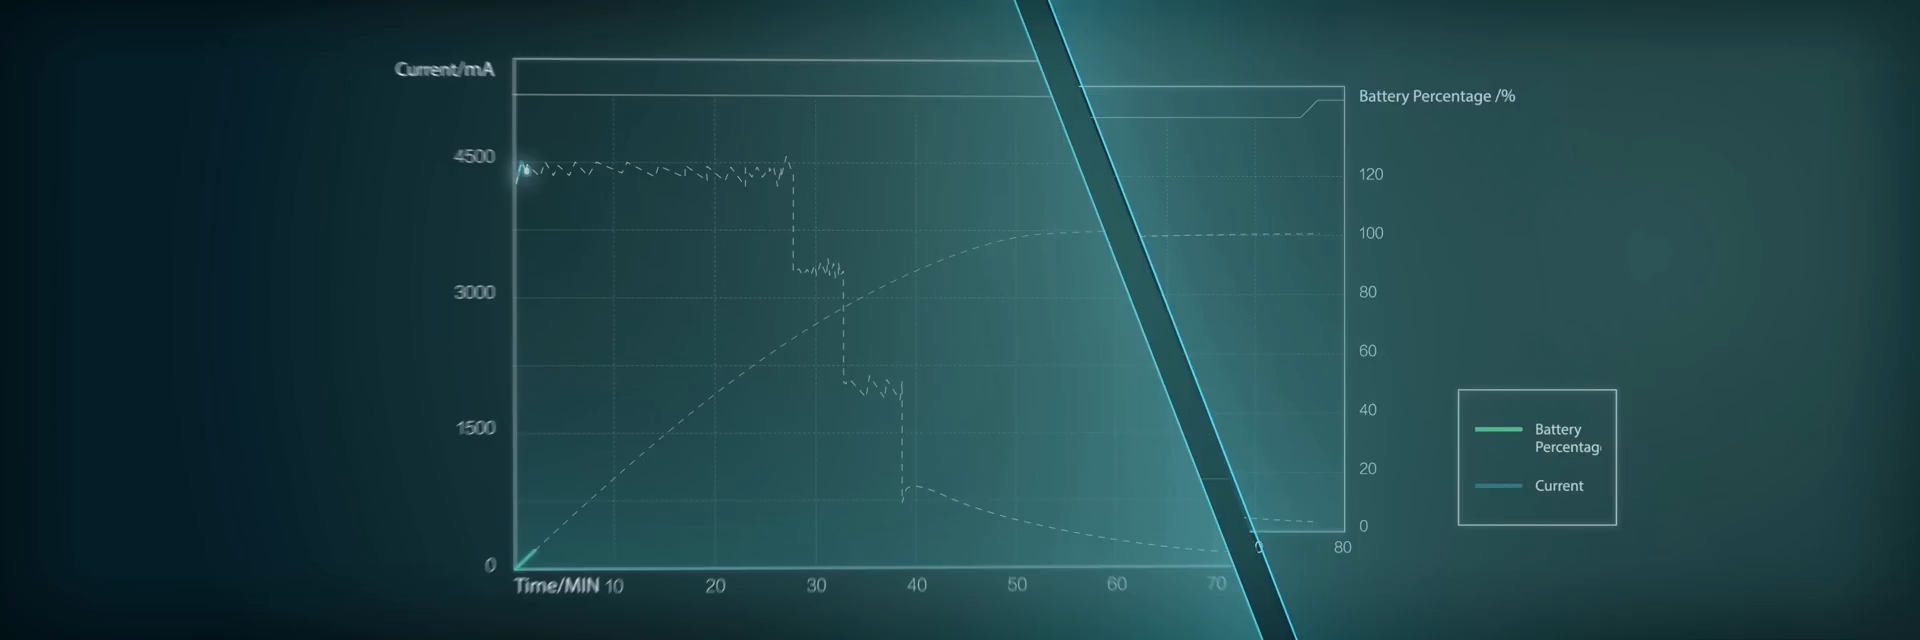 Current/mA
Battery Percentage /%
4500
3000
1500
0
120
100
80
60
40
20
0
Time/MIN 10 20 30 40 50 60 70
80
Battery
Percentag
Current